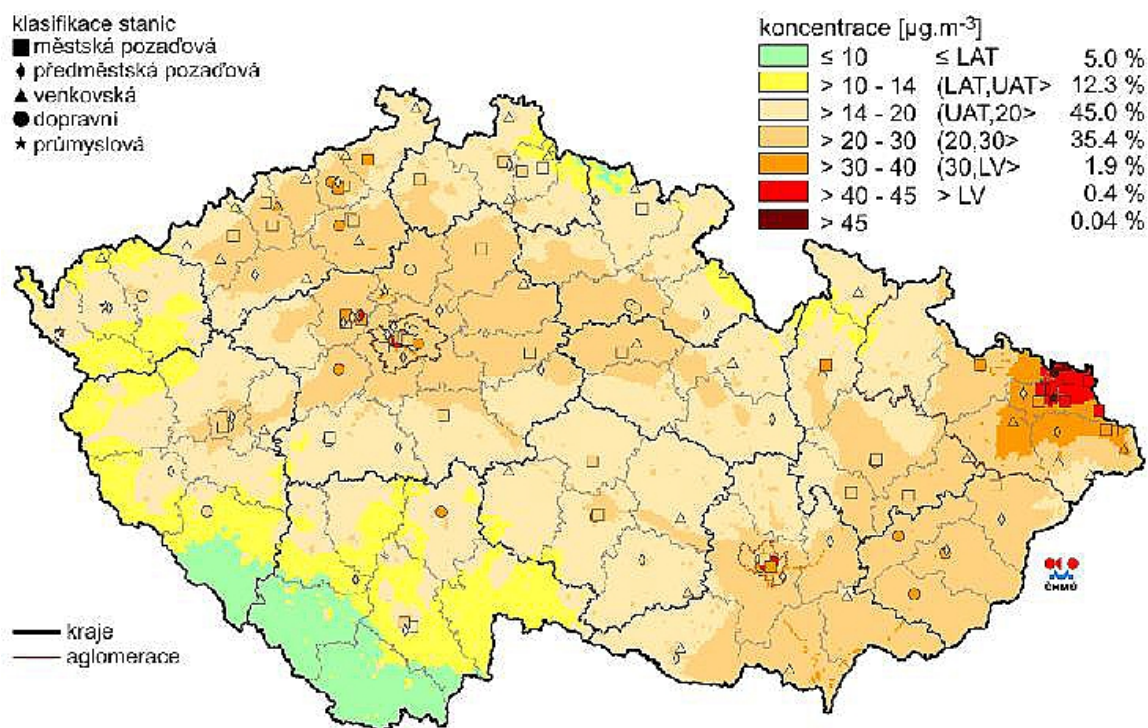 klasifikace stanic
městská pozaďová
předměstská pozaďová
venkovská
dopravní
průmyslová
koncentrace [µg.m-3]
≤ 10 ≤ LAT 5.0 %
> 10 - 14 (LAT,UAT> 12.3 %
> 14 - 20 (UAT,20> 45.0 %
> 20 - 30 (20,30> 35.4 %
> 30 - 40 (30,LV> 1.9 %
> 40 - 45 > LV 0.4 %
> 45 0.04 %
ČHMÚ
kraje
aglomerace